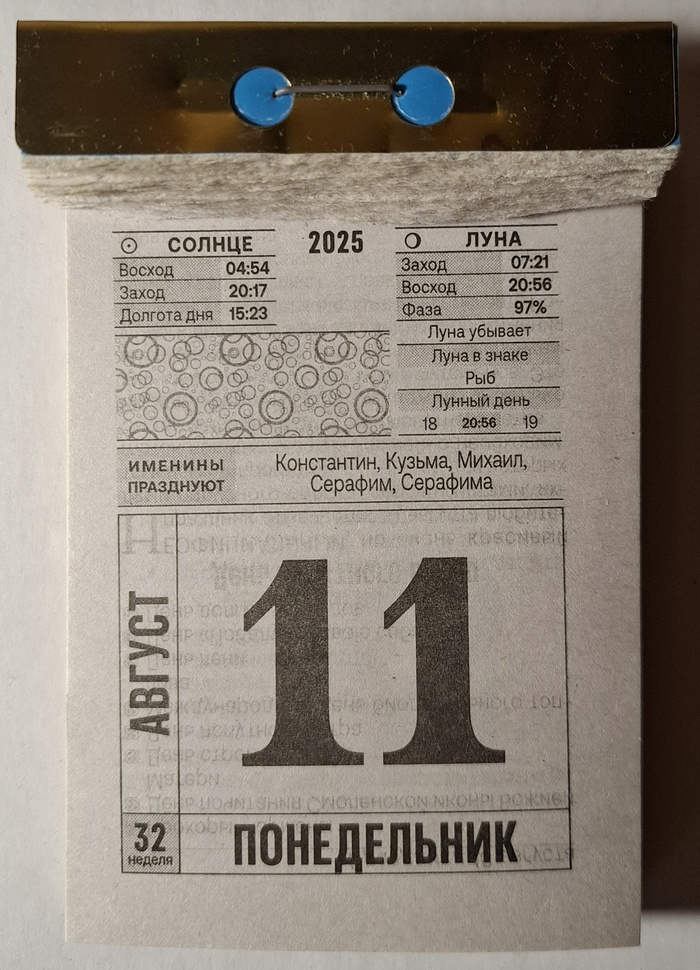 СОЛНЦЕ
Восход 04:54
Заход 20:17
Долгота дня 15:23
2025
ЛУНА
Заход 07:21
Восход 20:56
Фаза 97%
Луна убывает
Луна в знаке
Рыб
Лунный день
18 20:56 19
ИМЕНИНЫ
ПРАЗДНУЮТ
Константин, Кузьма, Михаил,
Серафим, Серафима
АВГУСТ
11
32
неделя
ПОНЕДЕЛЬНИК